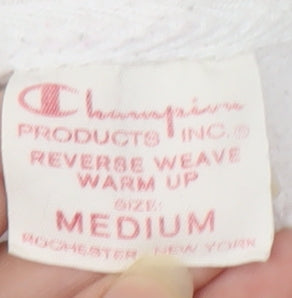 Champion
PRODUCTS INC.®
REVERSE WEAVE
WARM UP
SIZE:
MEDIUM
ROCHESTER, NEW YORK